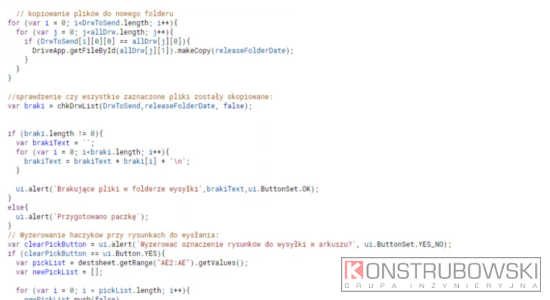 // kopiowanie plików do nowego folderu
for (var i = 0; i<DrwToSend.length; i++){
for (var j = 0; j<allDrw.length; j++){
if (DrwToSend[i][0][0] == allDrw[j][0]){
DriveApp.getFileById(allDrw[j][1]).makeCopy(releaseFolderDate);
}
}
}
//sprawdzenie czy wszystkie zaznaczone pliki zostały skopiowane:
var braki = chkDrwList(DrwToSend,releaseFolderDate, false);
if (braki.length != 0){
var brakiText = ``;
for (var i = 0; i<braki.length; i++){
brakiText = brakiText + braki[i] + '\n';
}
ui.alert(`Brakujące pliki w folderze wysyłki`,brakiText,ui.ButtonSet.OK);
}
else{
ui.alert(`Przygotowano paczkę`);
}
// Wyzerowanie haczyków przy rysunkach do wysłania:
var clearPickButton = ui.alert(`Wyzerować oznaczenie rysunków do wysyłki w arkuszu?`, ui.ButtonSet.YES_NO);
if (clearPickButton == ui.Button.YES){
var pickList = destsheet.getRange("AE2:AE").getValues();
var newPickList = [];
for (var i = 0; i < pickList.length; i++){
newPickList.push(false)
KONSTRUBOWSKI
GRUPA INŻYNIERYJNA